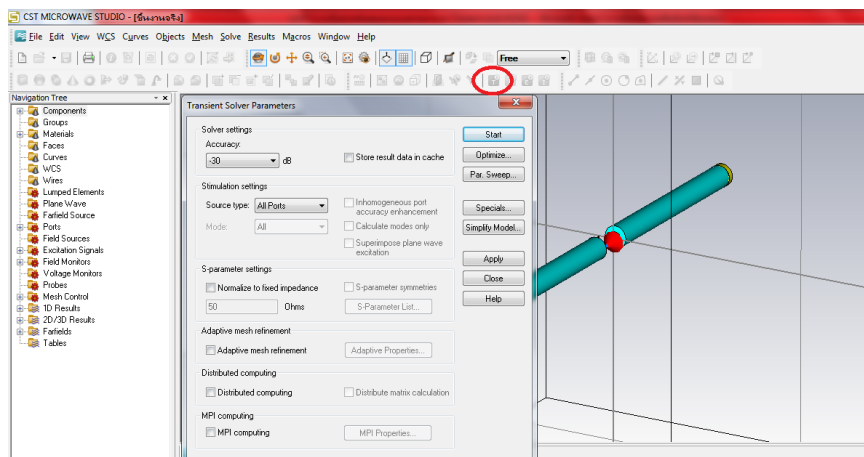 CST MICROWAVE STUDIO - [ชิ้นงานจริง]
File Edit View WCS Curves Objects Mesh Solve Results Macros Window Help
Free
Navigation Tree
Components
Groups
Materials
Faces
Curves
WCS
Wires
Lumped Elements
Plane Wave
Farfield Source
Ports
Field Sources
Excitation Signals
Field Monitors
Voltage Monitors
Probes
Mesh Control
1D Results
2D/3D Results
Farfields
Tables
Transient Solver Parameters
Solver settings
Accuracy:
-30 dB
Store result data in cache
Stimulation settings
Source type: All Ports
Mode: All
Inhomogeneous port accuracy enhancement
Calculate modes only
Superimpose plane wave excitation
S-parameter settings
Normalize to fixed impedance
S-parameter symmetries
50 Ohms
S-Parameter List...
Adaptive mesh refinement
Adaptive mesh refinement
Adaptive Properties...
Distributed computing
Distributed computing
Distribute matrix calculation
MPI computing
MPI computing
MPI Properties...
Start
Optimize...
Par. Sweep...
Specials...
Simplify Model...
Apply
Close
Help